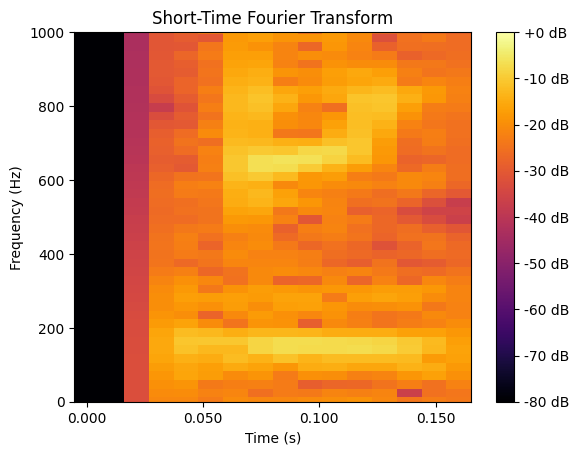 Short-Time Fourier Transform
1000
800
600
400
200
0
Frequency (Hz)
0.000
0.050
0.100
0.150
Time (s)
+0 dB
-10 dB
-20 dB
-30 dB
-40 dB
-50 dB
-60 dB
-70 dB
-80 dB